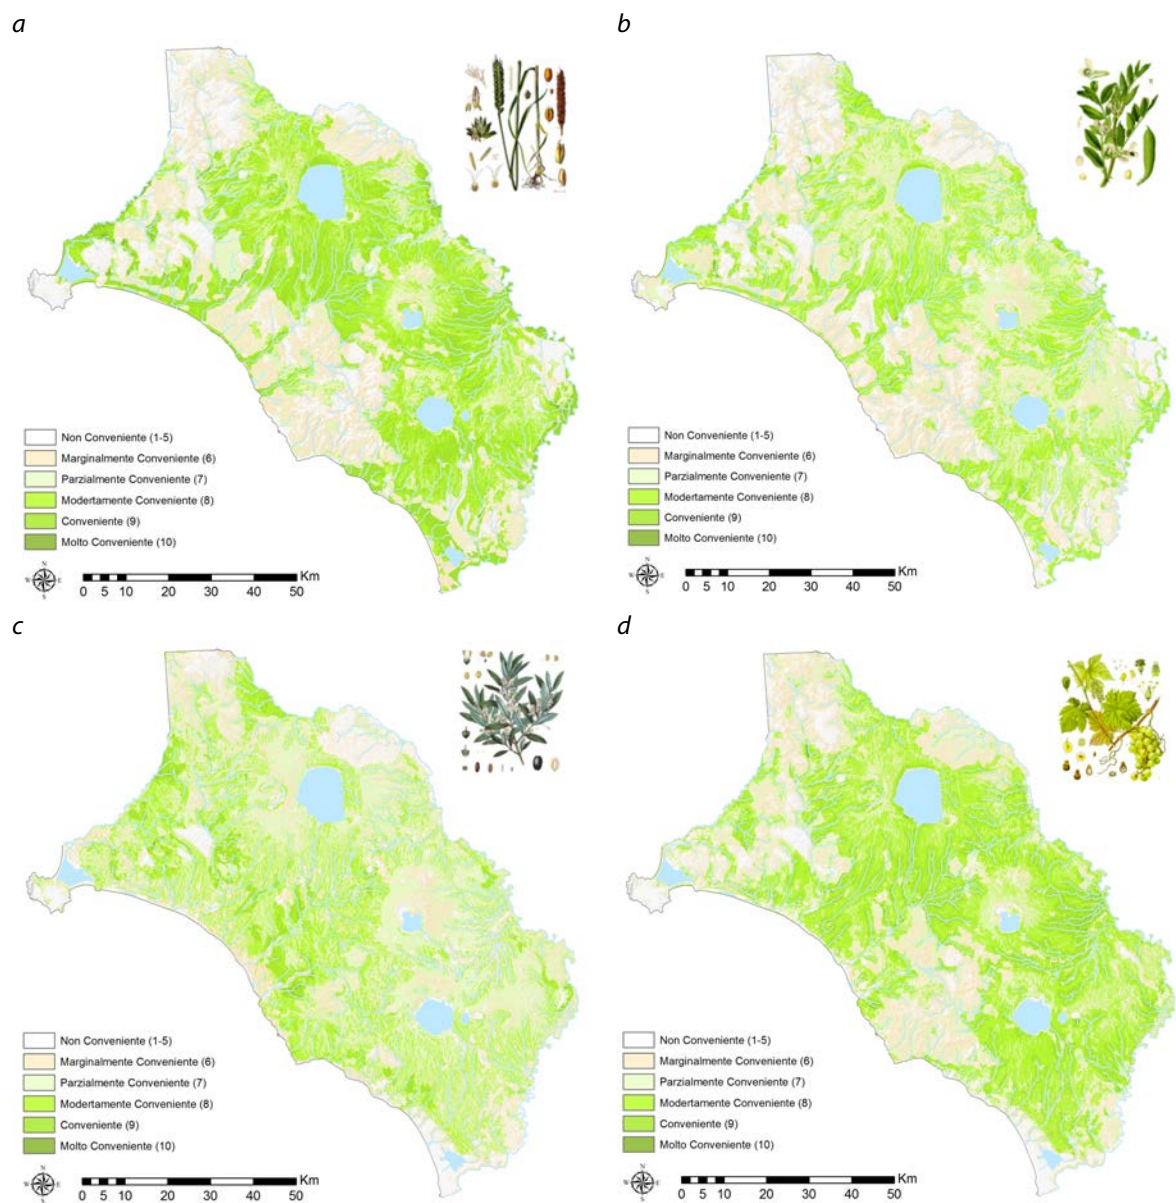 a
b
Non Conveniente (1-5)
Marginalmente Conveniente (6)
Parzialmente Conveniente (7)
Modertamente Conveniente (8)
Conveniente (9)
Molto Conveniente (10)
N
W E
S
Km
0 5 10 20 30 40 50
Non Conveniente (1-5)
Marginalmente Conveniente (6)
Parzialmente Conveniente (7)
Modertamente Conveniente (8)
Conveniente (9)
Molto Conveniente (10)
N
W E
S
Km
0 5 10 20 30 40 50
c
d
Non Conveniente (1-5)
Marginalmente Conveniente (6)
Parzialmente Conveniente (7)
Modertamente Conveniente (8)
Conveniente (9)
Molto Conveniente (10)
N
W E
S
Km
0 5 10 20 30 40 50
Non Conveniente (1-5)
Marginalmente Conveniente (6)
Parzialmente Conveniente (7)
Modertamente Conveniente (8)
Conveniente (9)
Molto Conveniente (10)
N
W E
S
Km
0 5 10 20 30 40 50